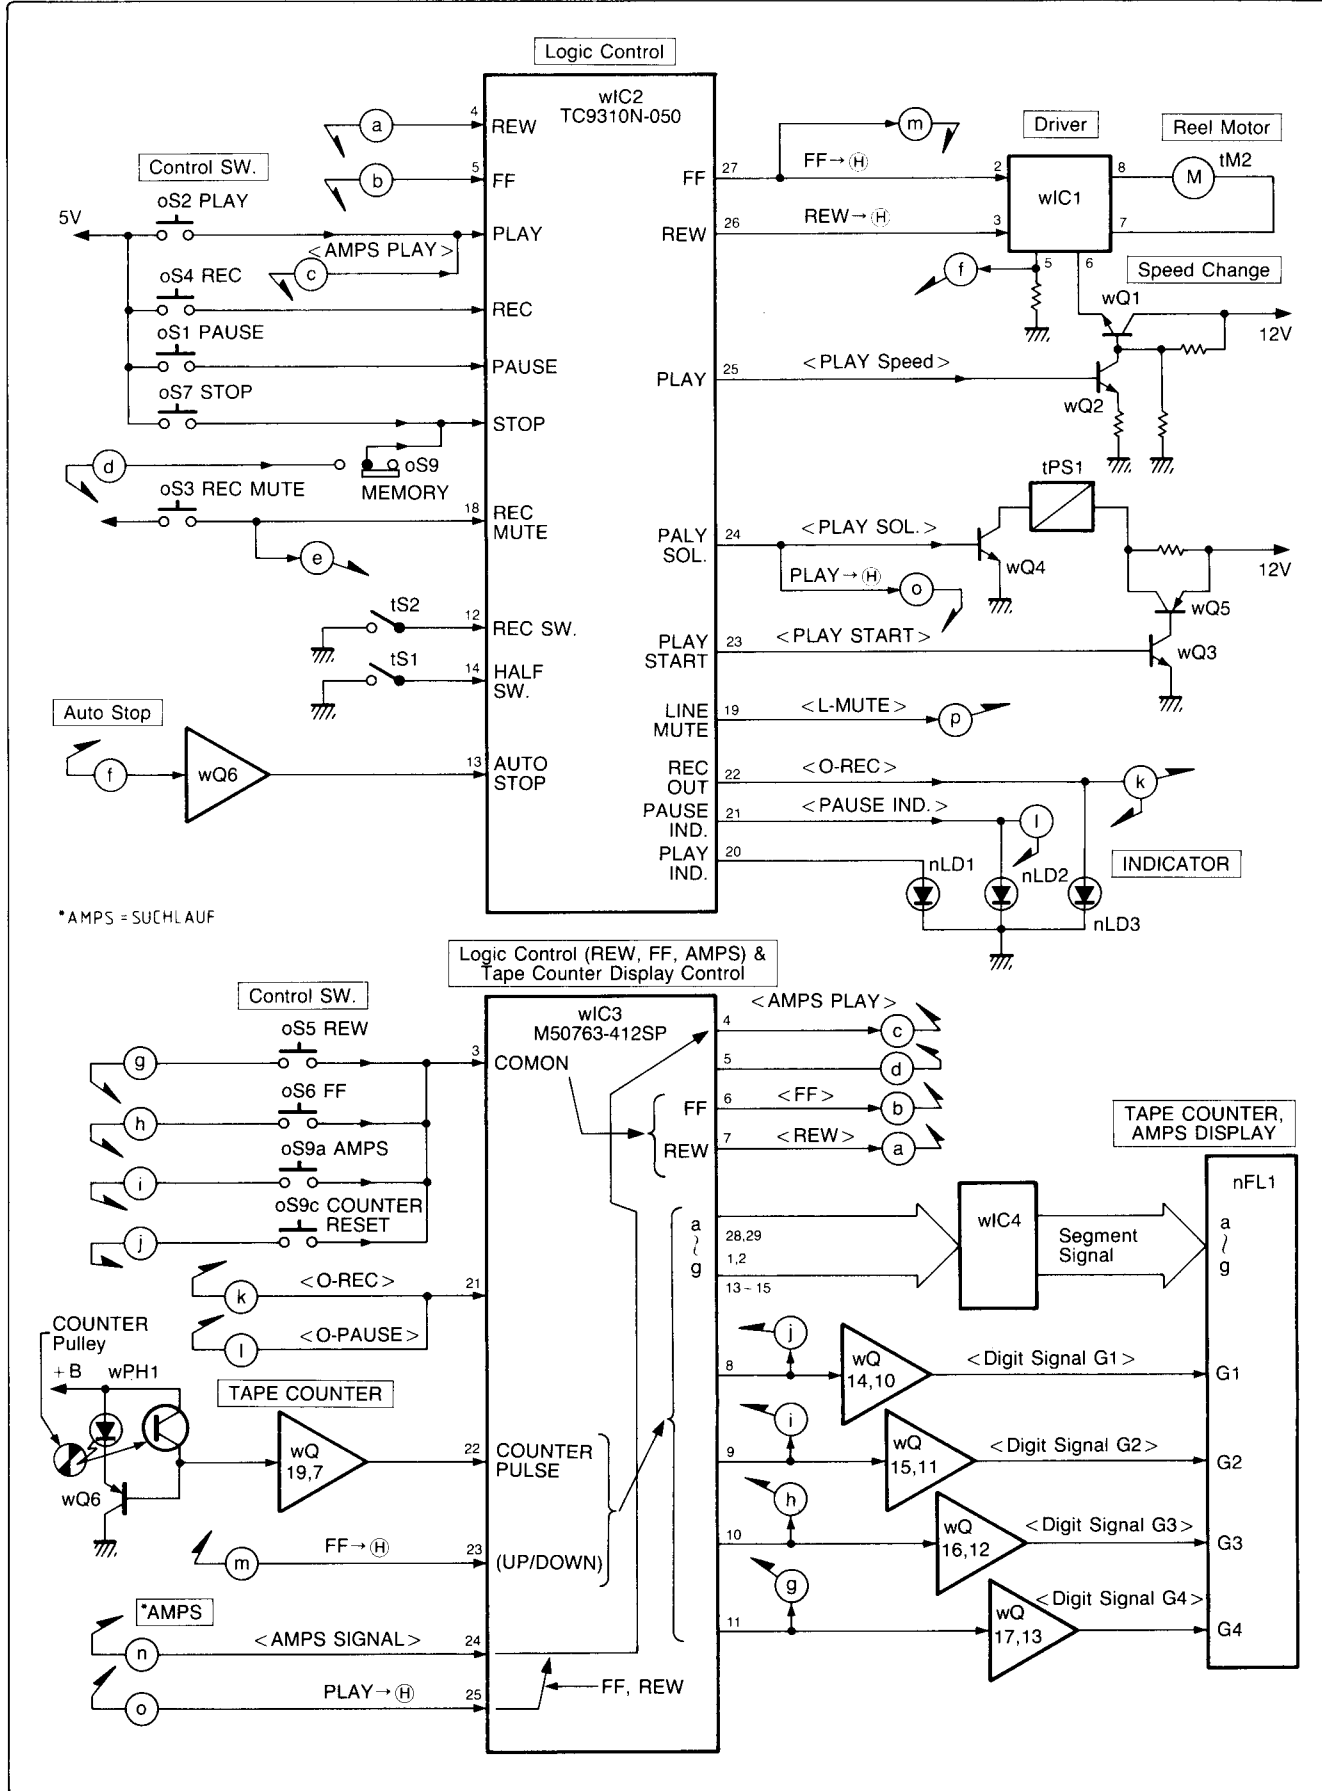 Logic Control
wIC2
TC9310N-050
4
REW
a
5
FF
b
Control SW.
oS2 PLAY
5V
PLAY
<AMPS PLAY>
c
oS4 REC
REC
oS1 PAUSE
PAUSE
oS7 STOP
STOP
d
oS9
MEMORY
oS3 REC MUTE
18
REC
MUTE
e
tS2
12
REC SW.
tS1
14
HALF
SW.
Auto Stop
f
wQ6
13
AUTO
STOP
*AMPS = SUCHLAUF
m
FF
27
FF→Ⓗ
2
REW
26
REW→Ⓗ
3
Driver
wIC1
8
7
5
6
Reel Motor
tM2
M
f
Speed Change
wQ1
12V
PLAY
25
<PLAY Speed>
wQ2
tPS1
PALY
SOL.
24
<PLAY SOL.>
wQ4
PLAY→Ⓗ
o
12V
wQ5
PLAY
START
23
<PLAY START>
wQ3
LINE
MUTE
19
<L-MUTE>
p
REC
OUT
22
<O-REC>
k
PAUSE
IND.
21
<PAUSE IND.>
l
PLAY
IND.
20
nLD1
nLD2
nLD3
INDICATOR
Logic Control (REW, FF, AMPS) &
Tape Counter Display Control
wIC3
M50763-412SP
Control SW.
oS5 REW
g
3
COMON
oS6 FF
h
oS9a AMPS
i
oS9c COUNTER
RESET
j
<O-REC>
k
21
<O-PAUSE>
l
COUNTER
Pulley
+B
wPH1
TAPE COUNTER
wQ
19,7
22
COUNTER
PULSE
wQ6
m
FF→Ⓗ
23
(UP/DOWN)
*AMPS
n
<AMPS SIGNAL>
24
o
PLAY→Ⓗ
25
FF, REW
4
<AMPS PLAY>
c
5
d
FF
6
<FF>
b
REW
7
<REW>
a
a
~
g
28,29
1,2
13~15
wIC4
Segment
Signal
TAPE COUNTER,
AMPS DISPLAY
nFL1
a
~
g
j
8
wQ
14,10
<Digit Signal G1>
G1
i
9
wQ
15,11
<Digit Signal G2>
G2
h
10
wQ
16,12
<Digit Signal G3>
G3
g
11
wQ
17,13
<Digit Signal G4>
G4